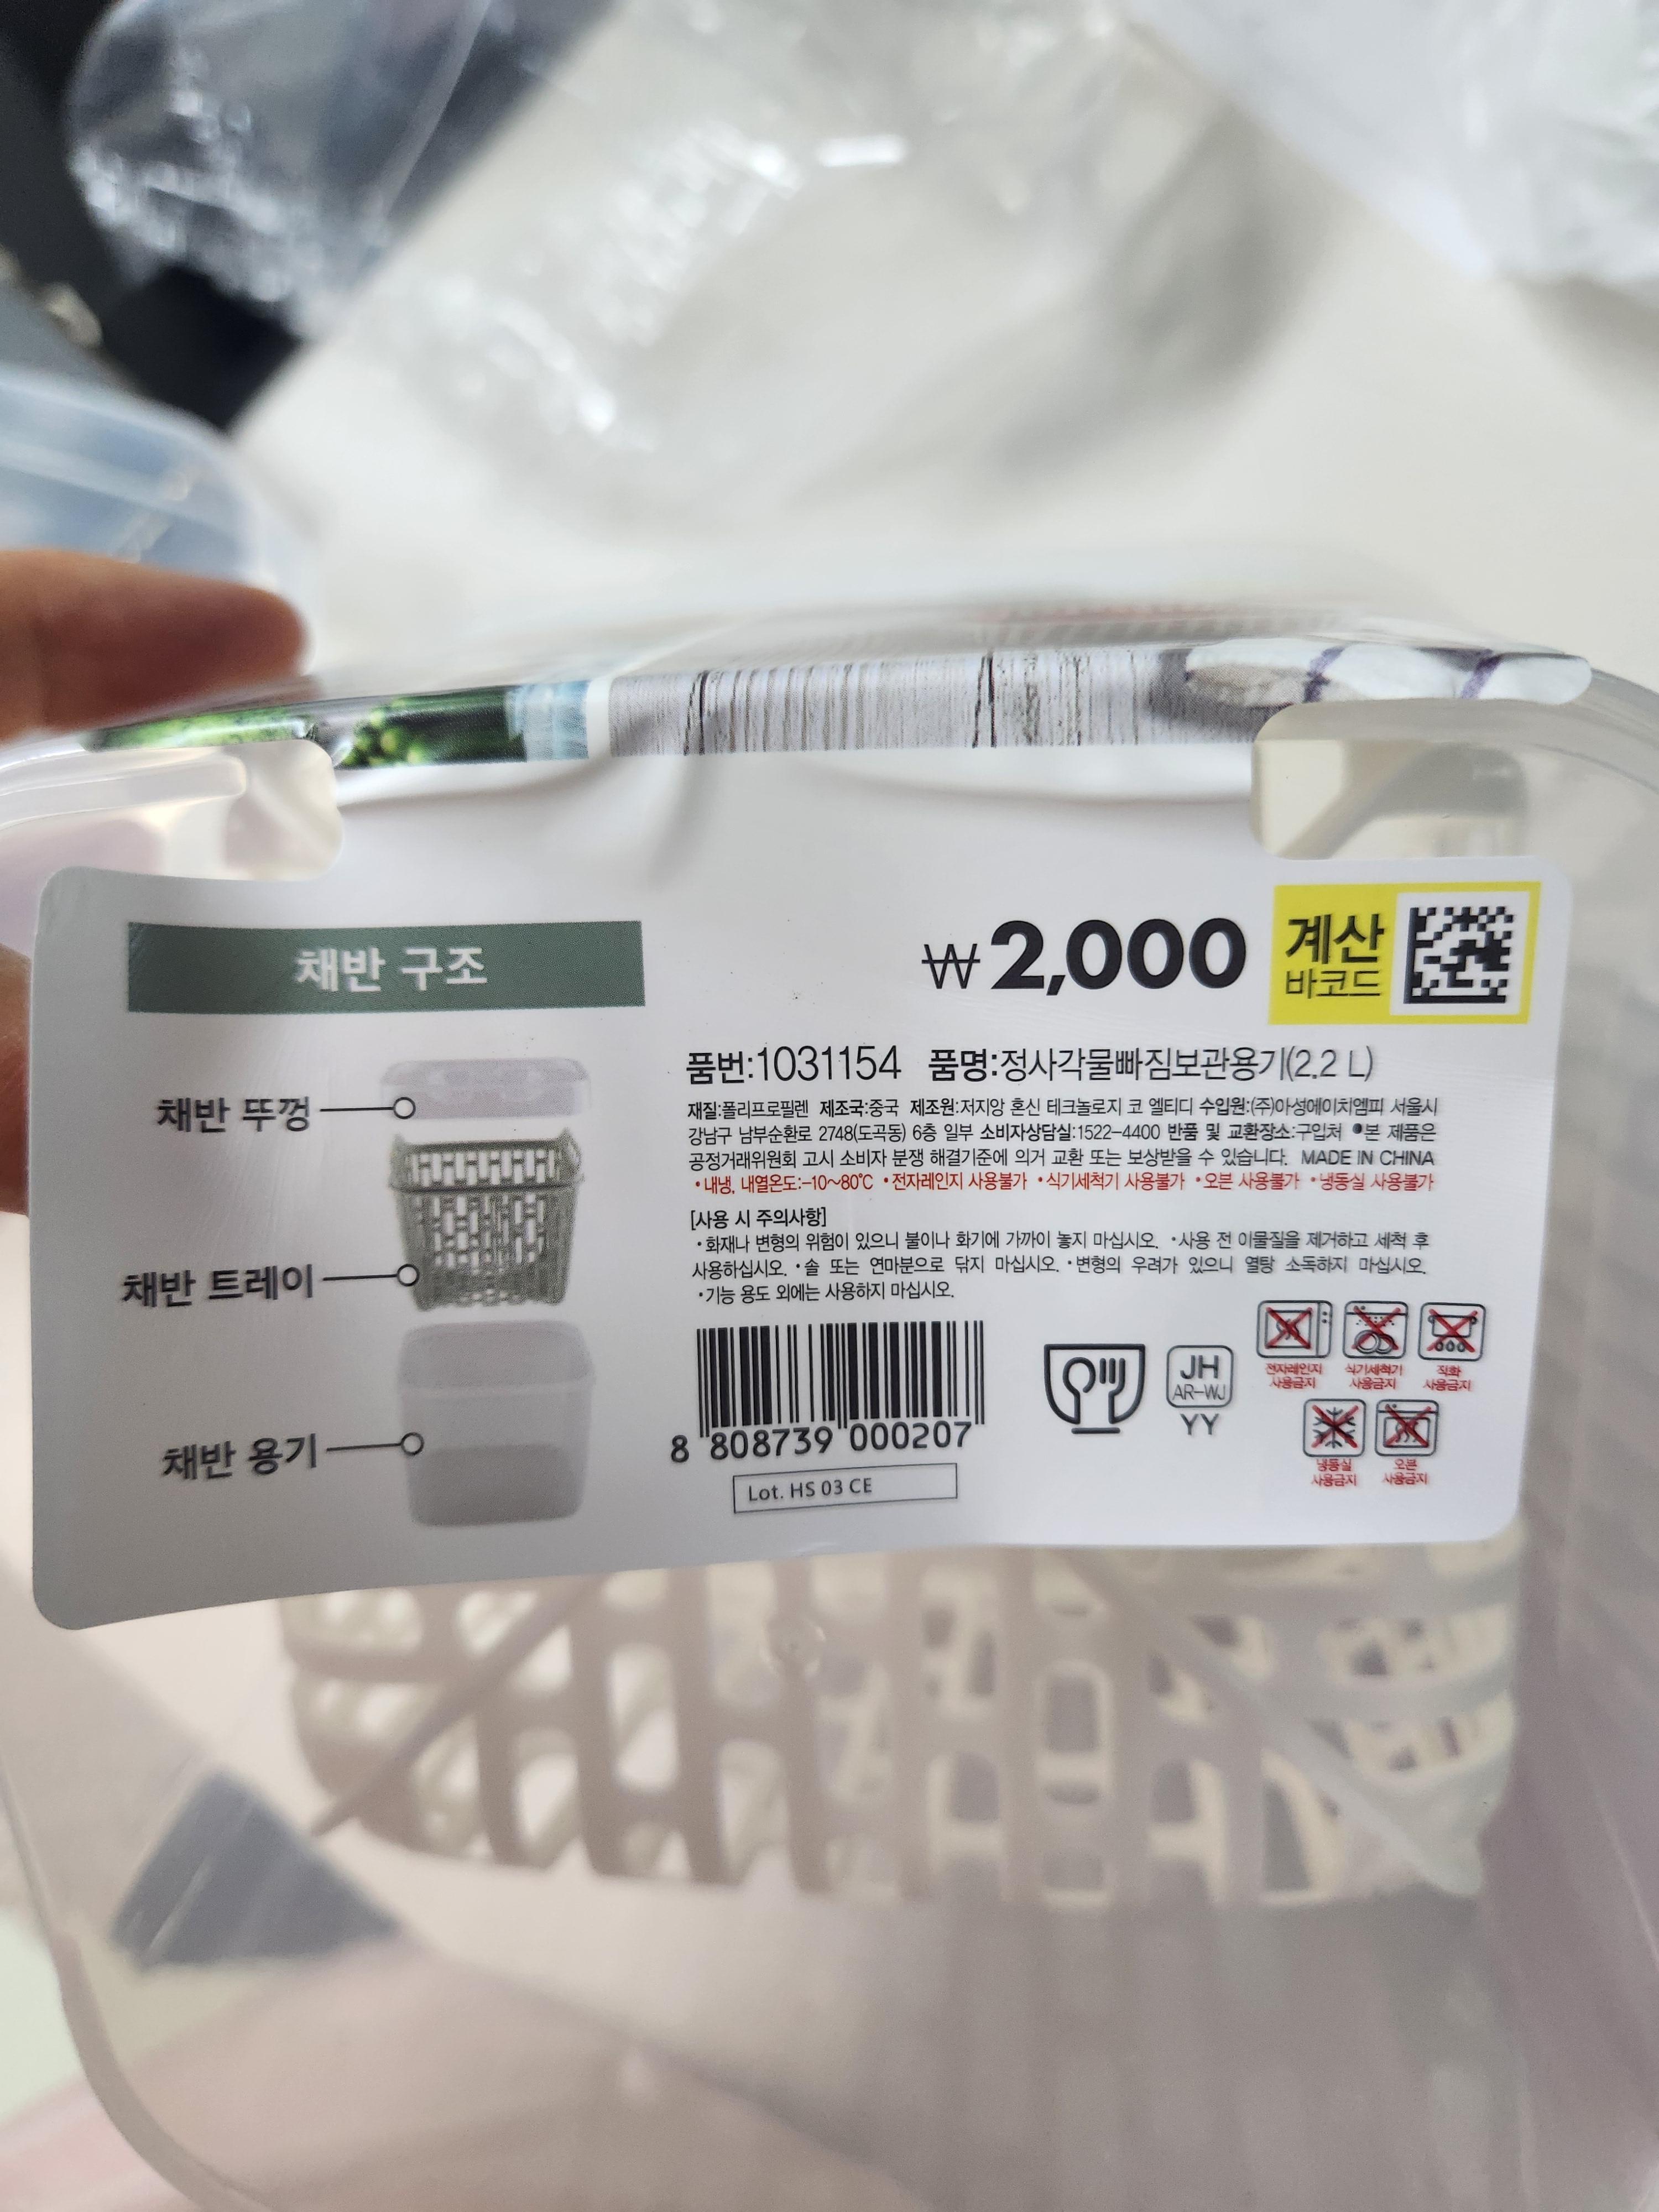 채반 구조
채반 뚜껑
채반 트레이
채반 용기
₩2,000
계산
바코드
품번:1031154 품명:정사각물빠짐보관용기(2.2 L)
재질:폴리프로필렌 제조국:중국 제조원:저지앙 혼신 테크놀로지 코 엘티디 수입원:(주)아성에이치엠피 서울시
강남구 남부순환로 2748(도곡동) 6층 일부 소비자상담실:1522-4400 반품 및 교환장소:구입처 •본 제품은
공정거래위원회 고시 소비자 분쟁 해결기준에 의거 교환 또는 보상받을 수 있습니다. MADE IN CHINA
•내냉, 내열온도:-10~80℃ •전자레인지 사용불가 •식기세척기 사용불가 •오븐 사용불가 •냉동실 사용불가
[사용 시 주의사항]
•화재나 변형의 위험이 있으니 불이나 화기에 가까이 놓지 마십시오. •사용 전 이물질을 제거하고 세척 후
사용하십시오. •솔 또는 연마분으로 닦지 마십시오. •변형의 우려가 있으니 열탕 소독하지 마십시오.
•기능 용도 외에는 사용하지 마십시오.
8 808739 000207
Lot. HS 03 CE
JH
AR-WJ
YY
전자레인지
사용금지
식기세척기
사용금지
직화
사용금지
냉동실
사용금지
오븐
사용금지